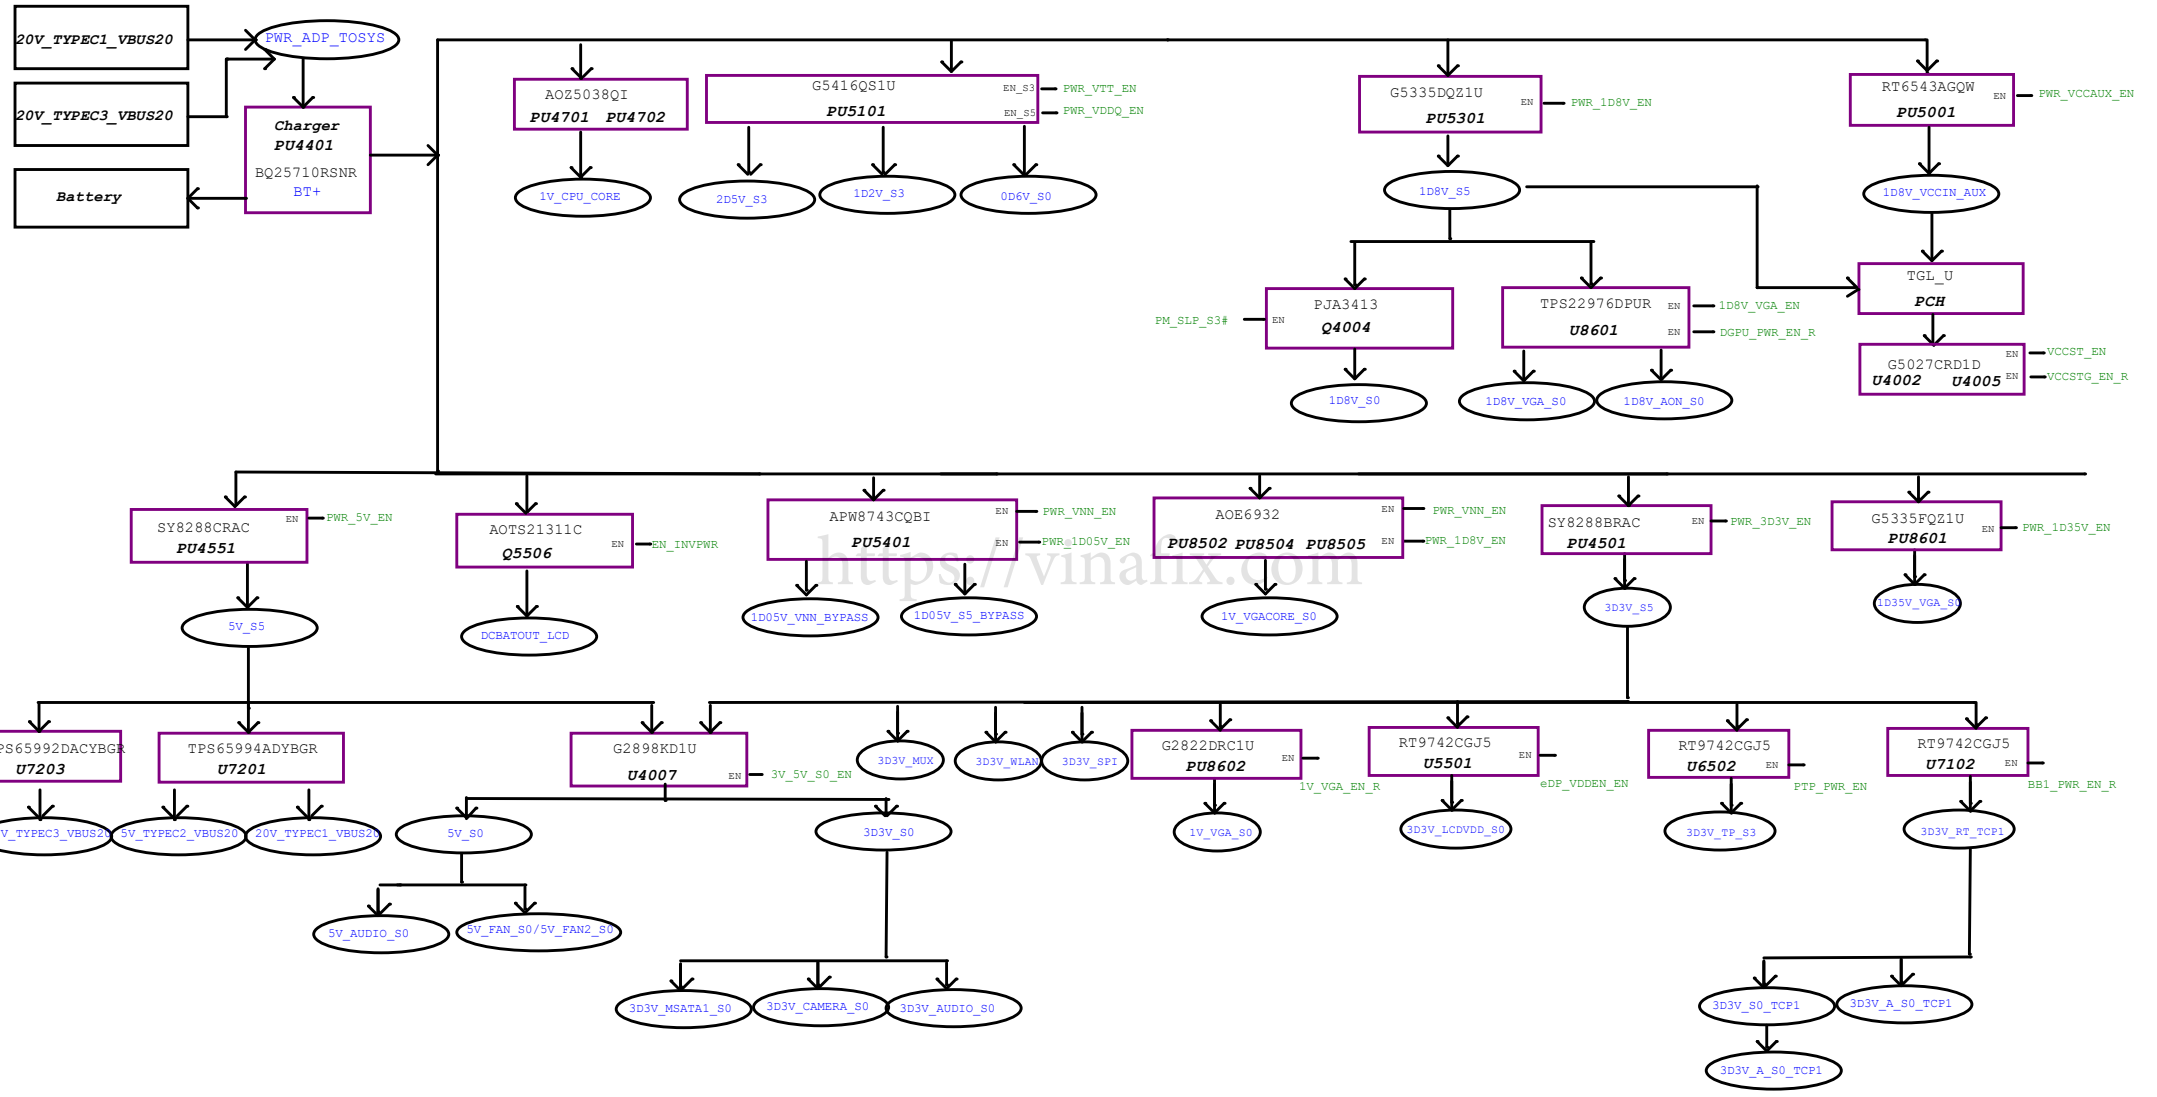 20V_TYPEC1_VBUS20
PWR_ADP_TOSYS
20V_TYPEC3_VBUS20
Charger
PU4401
BQ25710RSNR
BT+
Battery
AOZ5038QI
PU4701 PU4702
1V_CPU_CORE
G5416QS1U
PU5101
EN_S3
PWR_VTT_EN
EN_S5
PWR_VDDQ_EN
2D5V_S3
1D2V_S3
0D6V_S0
G5335DQZ1U
PU5301
EN
PWR_1D8V_EN
1D8V_S5
RT6543AGQW
PU5001
EN
PWR_VCCAUX_EN
1D8V_VCCIN_AUX
TGL_U
PCH
PM_SLP_S3#
EN
PJA3413
Q4004
1D8V_S0
TPS22976DPUR
U8601
EN
1D8V_VGA_EN
EN
DGPU_PWR_EN_R
1D8V_VGA_S0
1D8V_AON_S0
G5027CRD1D
U4002 U4005
EN
VCCST_EN
EN
VCCSTG_EN_R
SY8288CRAC
PU4551
EN
PWR_5V_EN
5V_S5
AOTS21311C
Q5506
EN
EN_INVPWR
DCBATOUT_LCD
APW8743CQBI
PU5401
EN
PWR_VNN_EN
EN
PWR_1D05V_EN
1D05V_VNN_BYPASS
1D05V_S5_BYPASS
AOE6932
PU8502 PU8504 PU8505
EN
PWR_VNN_EN
EN
PWR_1D8V_EN
1V_VGACORE_S0
SY8288BRAC
PU4501
EN
PWR_3D3V_EN
3D3V_S5
G5335FQZ1U
PU8601
EN
PWR_1D35V_EN
1D35V_VGA_S0
https://vinafix.com
PS65992DACYBGR
U7203
V_TYPEC3_VBUS20
TPS65994ADYBGR
U7201
5V_TYPEC2_VBUS20
20V_TYPEC1_VBUS20
G2898KD1U
U4007
EN
3V_5V_S0_EN
5V_S0
3D3V_S0
3D3V_MUX
3D3V_WLAN
3D3V_SPI
G2822DRC1U
PU8602
EN
1V_VGA_EN_R
1V_VGA_S0
RT9742CGJ5
U5501
EN
eDP_VDDEN_EN
3D3V_LCDVDD_S0
RT9742CGJ5
U6502
EN
PTP_PWR_EN
3D3V_TP_S3
RT9742CGJ5
U7102
EN
BB1_PWR_EN_R
3D3V_RT_TCP1
5V_AUDIO_S0
5V_FAN_S0/5V_FAN2_S0
3D3V_MSATA1_S0
3D3V_CAMERA_S0
3D3V_AUDIO_S0
3D3V_S0_TCP1
3D3V_A_S0_TCP1
3D3V_A_S0_TCP1